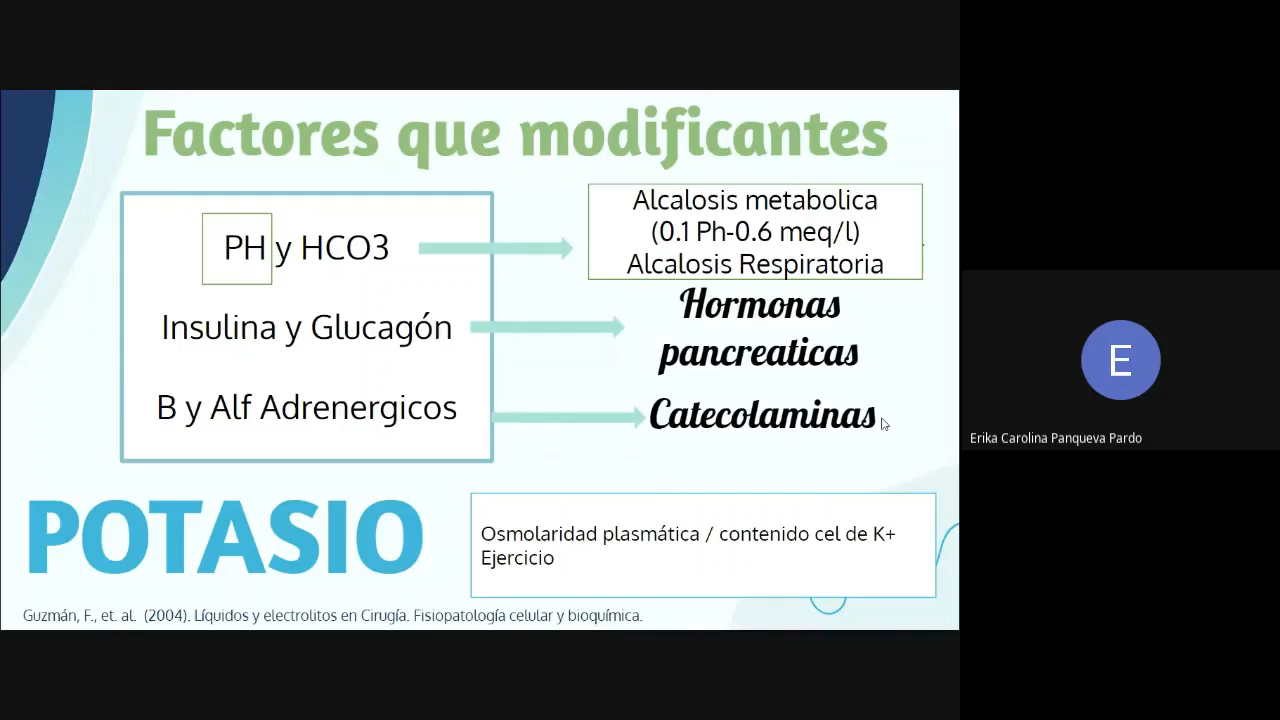 Factores que modificantes
PH y HCO3
Alcalosis metabolica
(0.1 Ph-0.6 meq/l)
Alcalosis Respiratoria
Insulina y Glucagón
Hormonas
pancreaticas
B y Alf Adrenergicos
Catecolaminas
POTASIO
Osmolaridad plasmática / contenido cel de K+
Ejercicio
Guzmán, F., et. al. (2004). Líquidos y electrolitos en Cirugía. Fisiopatología celular y bioquímica.
E
Erika Carolina Panqueva Pardo